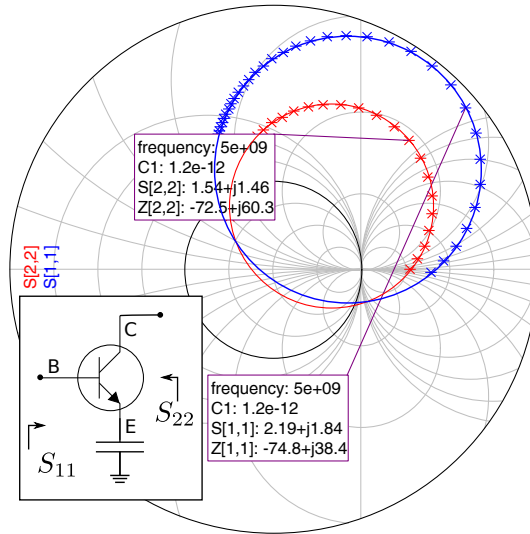 frequency: 5e+09
C1: 1.2e-12
S[2,2]: 1.54+j1.46
Z[2,2]: -72.5+j60.3
S[2,2]
S[1,1]
C
B
E
S22
S11
frequency: 5e+09
C1: 1.2e-12
S[1,1]: 2.19+j1.84
Z[1,1]: -74.8+j38.4